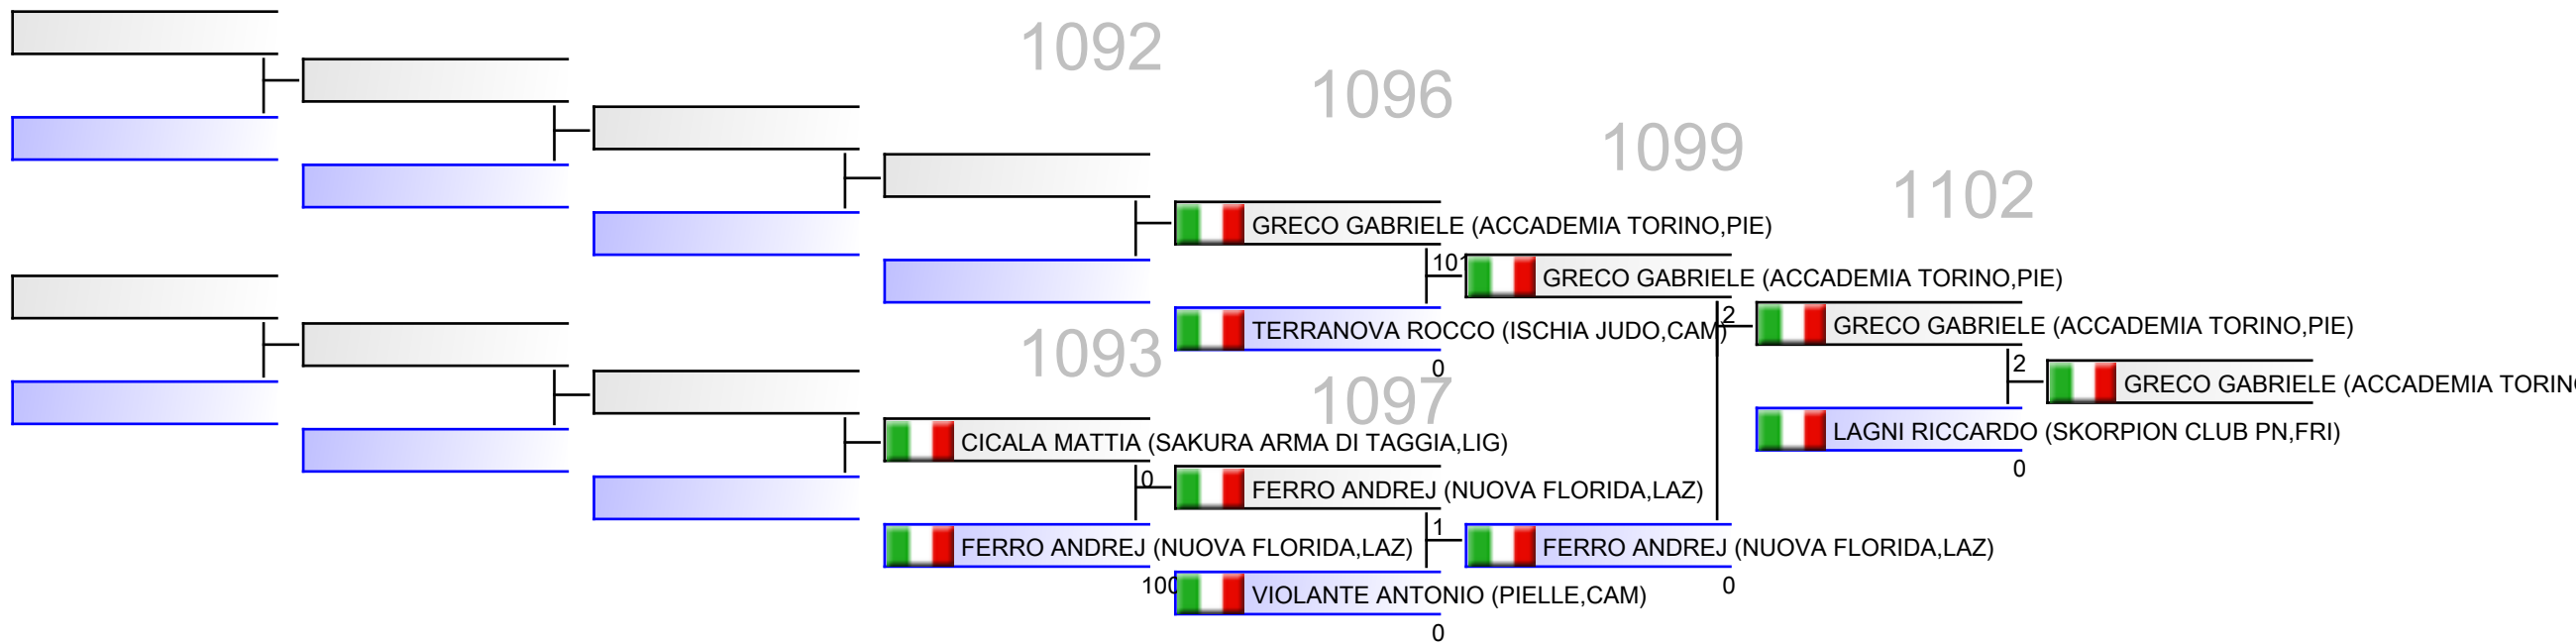 1092
1096
1099
1102
GRECO GABRIELE (ACCADEMIA TORINO,PIE)
101
GRECO GABRIELE (ACCADEMIA TORINO,PIE)
TERRANOVA ROCCO (ISCHIA JUDO,CAM)
0
2
GRECO GABRIELE (ACCADEMIA TORINO,PIE)
2
GRECO GABRIELE (ACCADEMIA TORIN
LAGNI RICCARDO (SKORPION CLUB PN,FRI)
0
1093
1097
CICALA MATTIA (SAKURA ARMA DI TAGGIA,LIG)
0
FERRO ANDREJ (NUOVA FLORIDA,LAZ)
FERRO ANDREJ (NUOVA FLORIDA,LAZ)
100
1
FERRO ANDREJ (NUOVA FLORIDA,LAZ)
0
VIOLANTE ANTONIO (PIELLE,CAM)
0